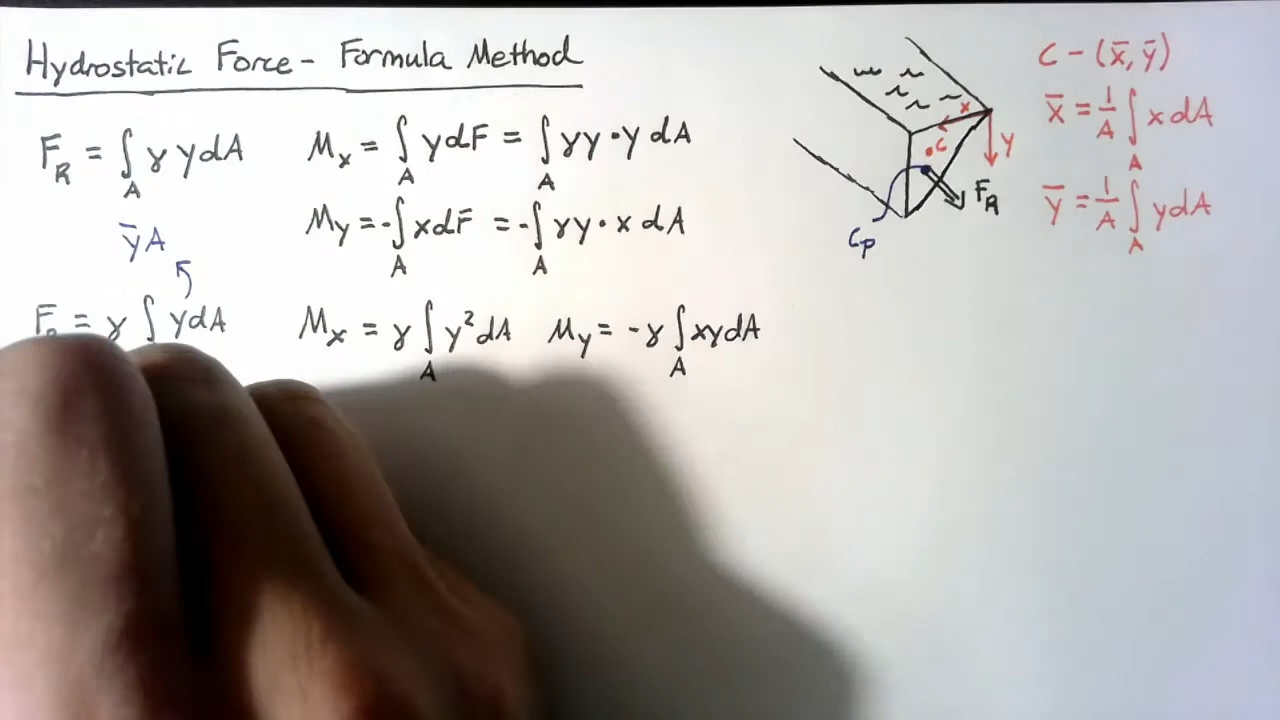 Hydrostatic Force - Formula Method
F_R = ∫_A γ y dA
M_x = ∫_A y dF = ∫_A γy · y dA
M_y = -∫_A x dF = -∫_A γy · x dA
ȳA
= γ ∫ y dA
M_x = γ ∫_A y² dA
M_y = -γ ∫_A xy dA
x
C
y
F_R
C_P
C - (x̄, ȳ)
x̄ = 1/A ∫_A x dA
ȳ = 1/A ∫_A y dA